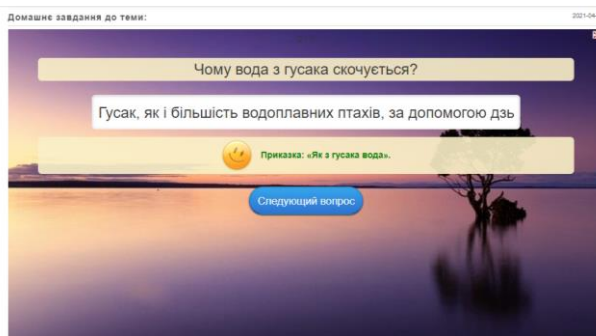 Домашнє завдання до теми:
2021-04-
Чому вода з гусака скочується?
Гусак, як і більшість водоплавних птахів, за допомогою дзь
Приказка: «Як з гусака вода».
Следующий вопрос